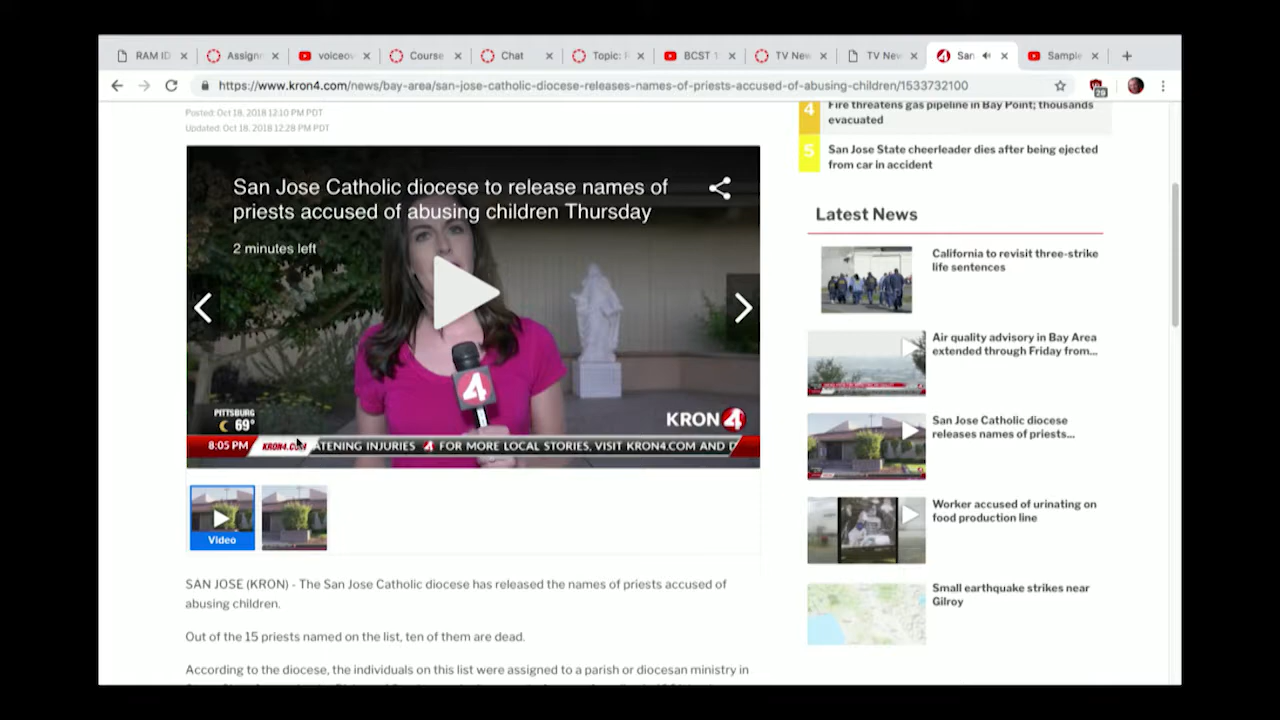 RAM ID
Assignm
voiceov
Course
Chat
Topic:
BCST 1
TV New
TV New
San
Sample
https://www.kron4.com/news/bay-area/san-jose-catholic-diocese-releases-names-of-priests-accused-of-abusing-children/1533732100
29
Posted: Oct 18, 2018 12:10 PM PDT
Updated: Oct 18, 2018 12:28 PM PDT
San Jose Catholic diocese to release names of
priests accused of abusing children Thursday
2 minutes left
4
KRON 4
PITTSBURG
69°
8:05 PM
KRON4.COM
ATENING INJURIES 4 FOR MORE LOCAL STORIES, VISIT KRON4.COM AND D
Video
SAN JOSE (KRON) - The San Jose Catholic diocese has released the names of priests accused of
abusing children.
Out of the 15 priests named on the list, ten of them are dead.
According to the diocese, the individuals on this list were assigned to a parish or diocesan ministry in
4
Fire threatens gas pipeline in Bay Point; thousands
evacuated
5
San Jose State cheerleader dies after being ejected
from car in accident
Latest News
California to revisit three-strike
life sentences
Air quality advisory in Bay Area
extended through Friday from...
San Jose Catholic diocese
releases names of priests...
Worker accused of urinating on
food production line
Small earthquake strikes near
Gilroy